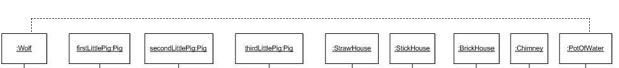 :Wolf
firstLittlePig:Pig
secondLittlePig:Pig
thirdLittlePig:Pig
:StrawHouse
:StickHouse
:BrickHouse
:Chimney
:PotOfWater